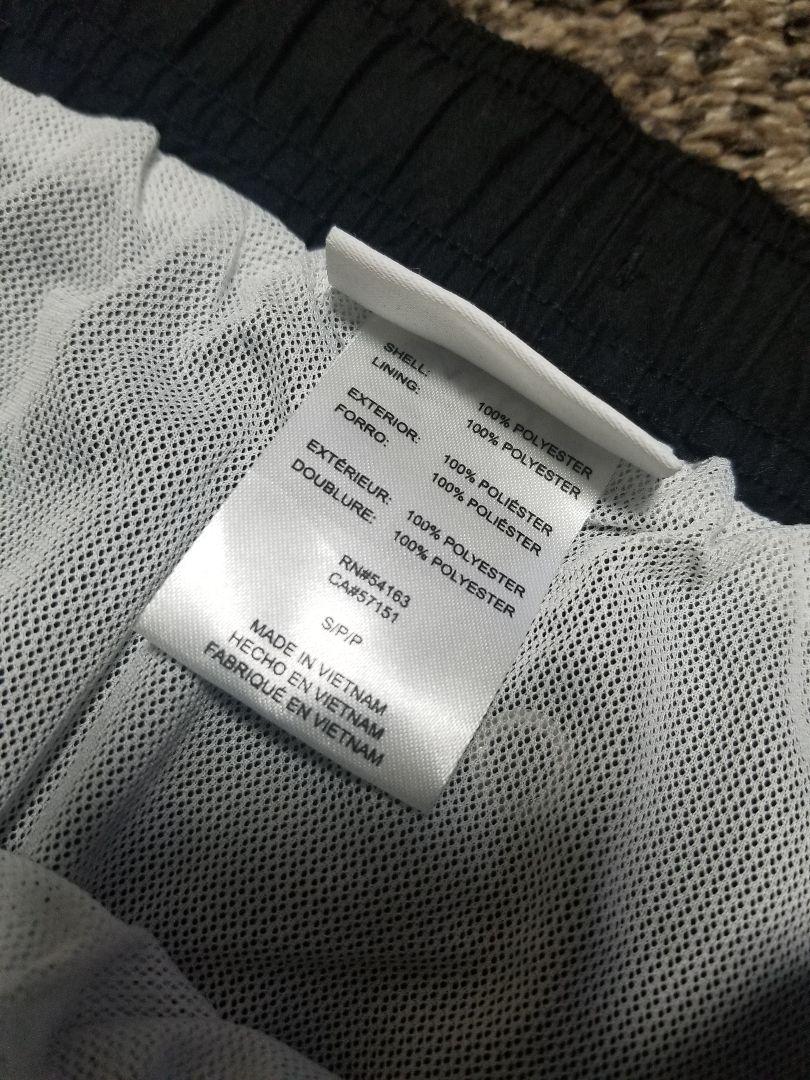 SHELL: 100% POLYESTER
LINING: 100% POLYESTER
EXTERIOR: 100% POLIÉSTER
FORRO: 100% POLIÉSTER
EXTÉRIEUR: 100% POLYESTER
DOUBLURE: 100% POLYESTER
RN#54163
CA#57151
S/P/P
MADE IN VIETNAM
HECHO EN VIETNAM
FABRIQUÉ EN VIETNAM